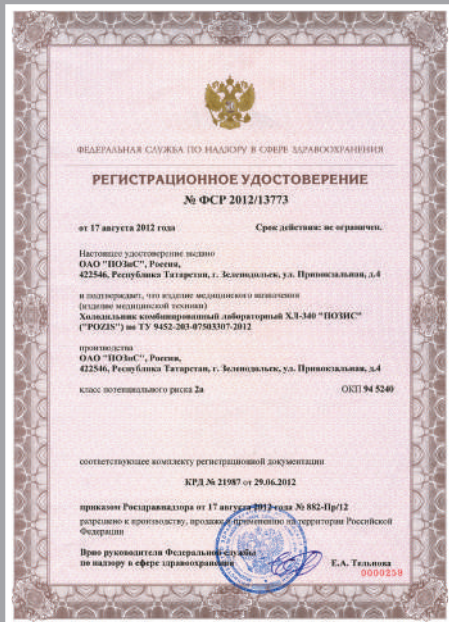 ФЕДЕРАЛЬНАЯ СЛУЖБА ПО НАДЗОРУ В СФЕРЕ ЗДРАВООХРАНЕНИЯ
РЕГИСТРАЦИОННОЕ УДОСТОВЕРЕНИЕ
№ ФСР 2012/13773
от 17 августа 2012 года Срок действия: не ограничен.
Настоящее удостоверение выдано
ОАО "ПОЗиС", Россия,
422546, Республика Татарстан, г. Зеленодольск, ул. Привокзальная, д.4
и подтверждает, что изделие медицинского назначения
(изделие медицинской техники)
Холодильник комбинированный лабораторный ХЛ-340 "ПОЗИС"
("POZIS") по ТУ 9452-203-07503307-2012
производства
ОАО "ПОЗиС", Россия,
422546, Республика Татарстан, г. Зеленодольск, ул. Привокзальная, д.4
класс потенциального риска 2а ОКП 94 5240
соответствующее комплекту регистрационной документации
КРД № 21987 от 29.06.2012
приказом Росздравнадзора от 17 августа 2012 года № 882-Пр/12
разрешено к производству, продаже и применению на территории Российской
Федерации
Врио руководителя Федеральной службы
по надзору в сфере здравоохранения Е.А. Тельнова
0000259